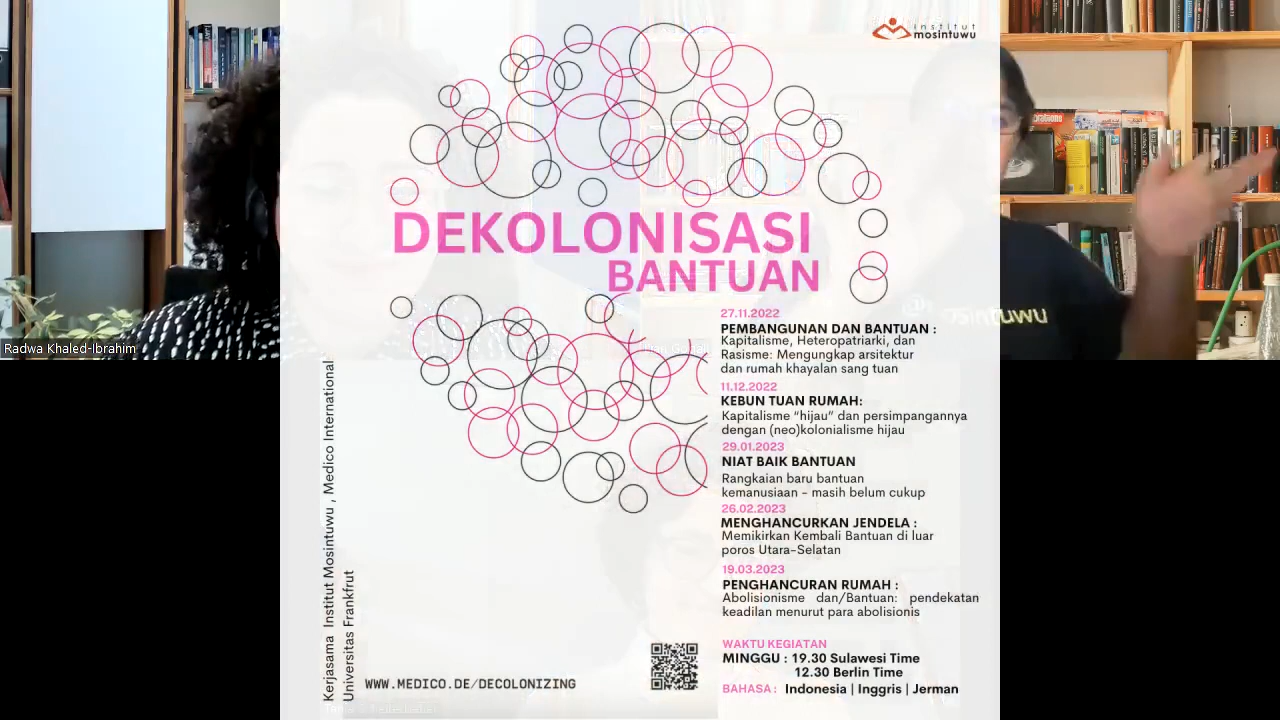 institut
mosintuwu
DEKOLONISASI
BANTUAN
27.11.2022
PEMBANGUNAN DAN BANTUAN :
Kapitalisme, Heteropatriarki, dan
Rasisme: Mengungkap arsitektur
dan rumah khayalan sang tuan
11.12.2022
KEBUN TUAN RUMAH:
Kapitalisme “hijau” dan persimpangannya
dengan (neo)kolonialisme hijau
29.01.2023
NIAT BAIK BANTUAN
Rangkaian baru bantuan
kemanusiaan - masih belum cukup
26.02.2023
MENGHANCURKAN JENDELA :
Memikirkan Kembali Bantuan di luar
poros Utara-Selatan
19.03.2023
PENGHANCURAN RUMAH :
Abolisionisme dan/Bantuan: pendekatan
keadilan menurut para abolisionis
WAKTU KEGIATAN
MINGGU : 19.30 Sulawesi Time
12.30 Berlin Time
BAHASA : Indonesia | Inggris | Jerman
Kerjasama Institut Mosintuwu , Medico International
Universitas Frankfrut
WWW.MEDICO.DE/DECOLONIZING
Radwa Khaled-Ibrahim